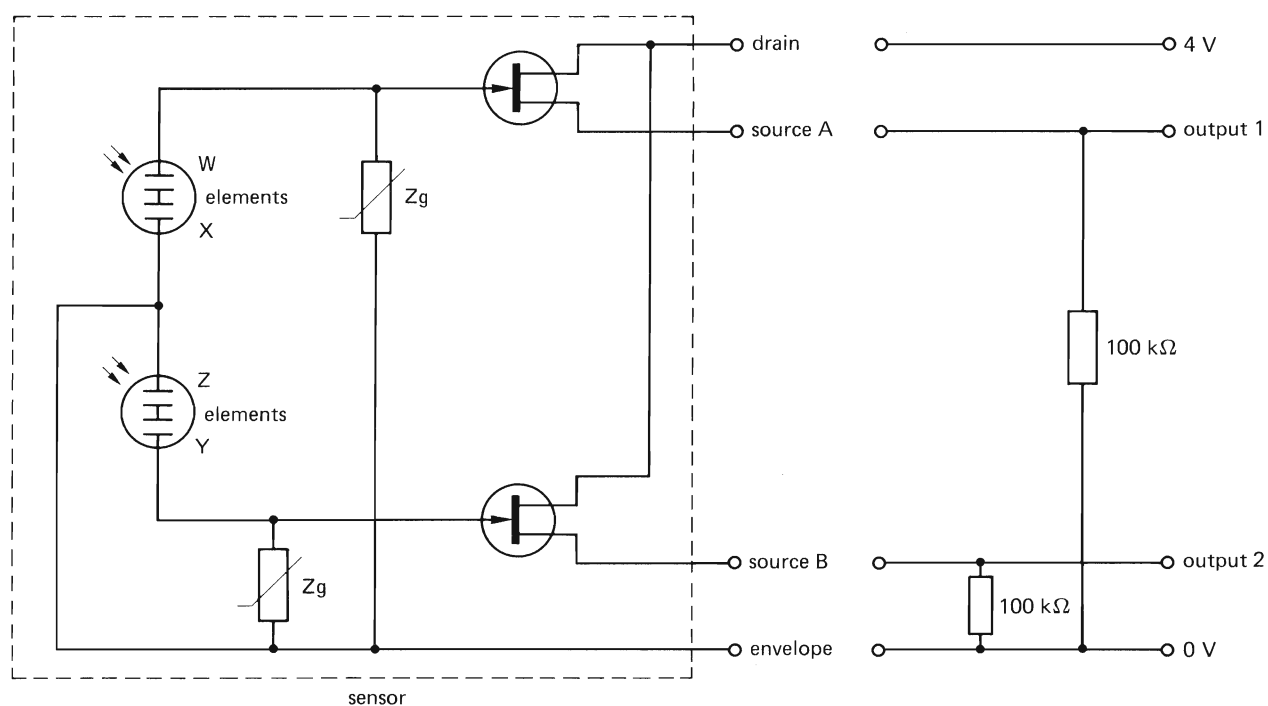 drain
4 V
source A
output 1
W
elements
X
Zg
100 kΩ
Z
elements
Y
source B
output 2
Zg
100 kΩ
envelope
0 V
sensor